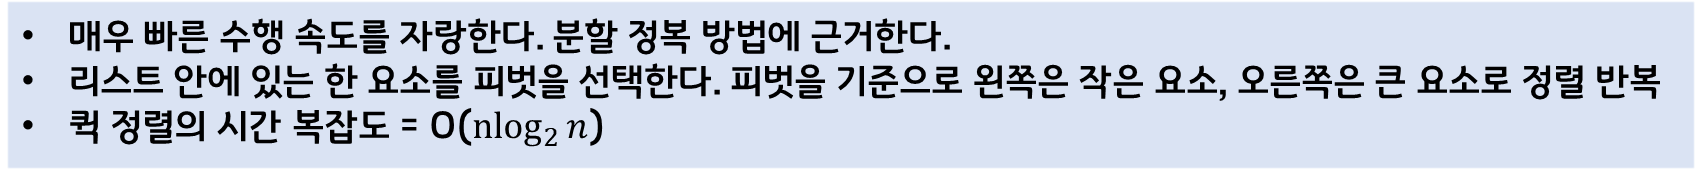 • 매우 빠른 수행 속도를 자랑한다. 분할 정복 방법에 근거한다.
• 리스트 안에 있는 한 요소를 피벗을 선택한다. 피벗을 기준으로 왼쪽은 작은 요소, 오른쪽은 큰 요소로 정렬 반복
• 퀵 정렬의 시간 복잡도 = O(nlog₂ n)